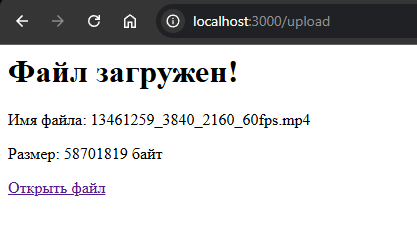 localhost:3000/upload
Файл загружен!
Имя файла: 13461259_3840_2160_60fps.mp4
Размер: 58701819 байт
Открыть файл